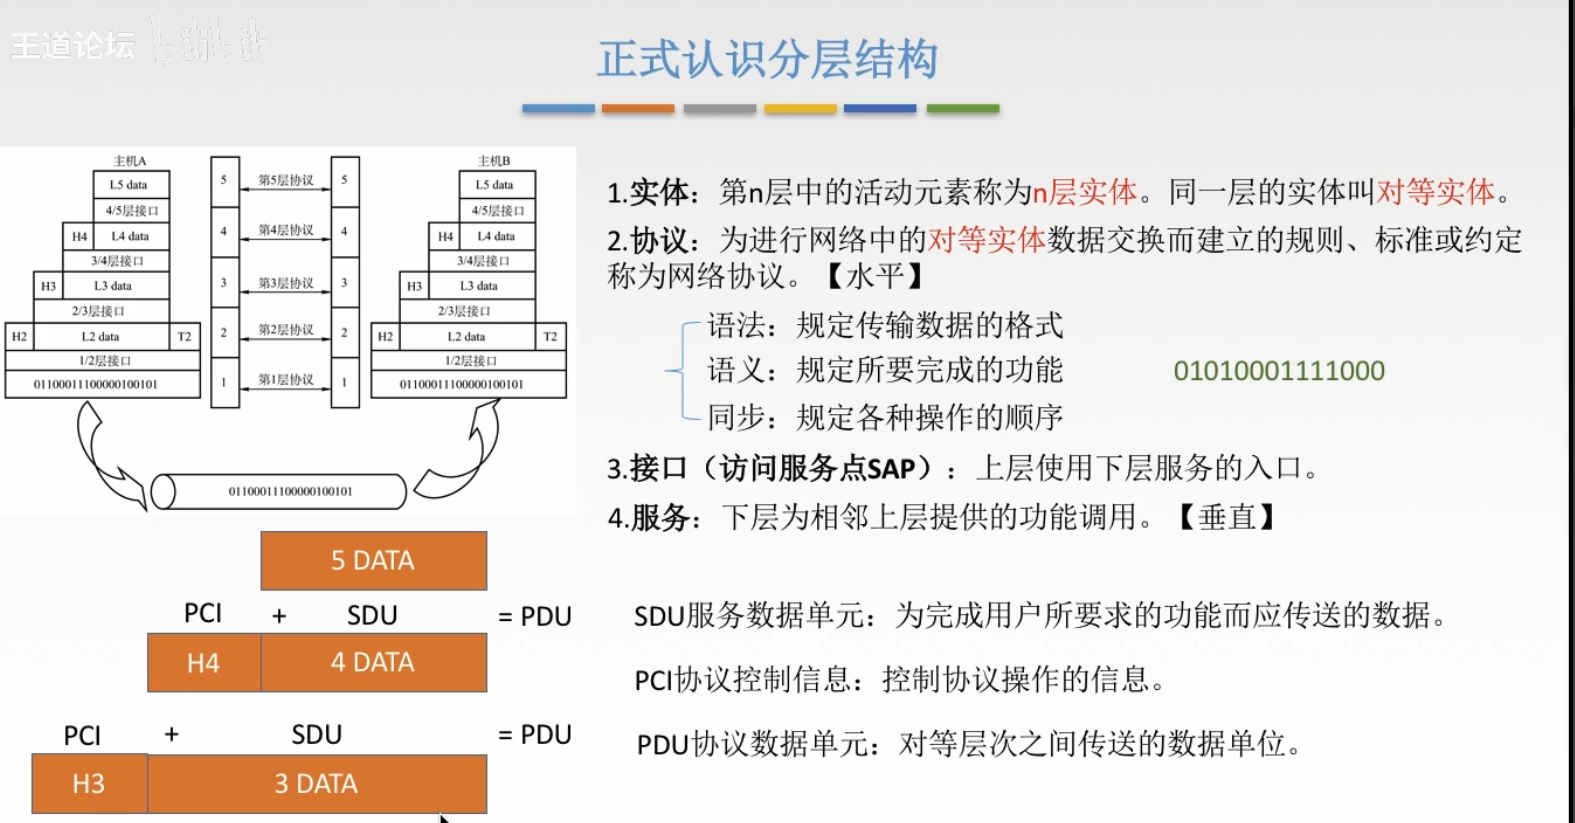 王道论坛 bilibili
正式认识分层结构
主机A
L5 data
4/5层接口
H4 L4 data
3/4层接口
H3 L3 data
2/3层接口
H2 L2 data T2
1/2层接口
01100011100000100101
5 第5层协议 5
4 第4层协议 4
3 第3层协议 3
2 第2层协议 2
1 第1层协议 1
主机B
L5 data
4/5层接口
H4 L4 data
3/4层接口
H3 L3 data
2/3层接口
H2 L2 data T2
1/2层接口
01100011100000100101
01100011100000100101
5 DATA
PCI + SDU = PDU
H4 4 DATA
PCI + SDU = PDU
H3 3 DATA
1.实体：第n层中的活动元素称为n层实体。同一层的实体叫对等实体。
2.协议：为进行网络中的对等实体数据交换而建立的规则、标准或约定
称为网络协议。【水平】
语法：规定传输数据的格式
语义：规定所要完成的功能 01010001111000
同步：规定各种操作的顺序
3.接口（访问服务点SAP）：上层使用下层服务的入口。
4.服务：下层为相邻上层提供的功能调用。【垂直】
SDU服务数据单元：为完成用户所要求的功能而应传送的数据。
PCI协议控制信息：控制协议操作的信息。
PDU协议数据单元：对等层次之间传送的数据单位。